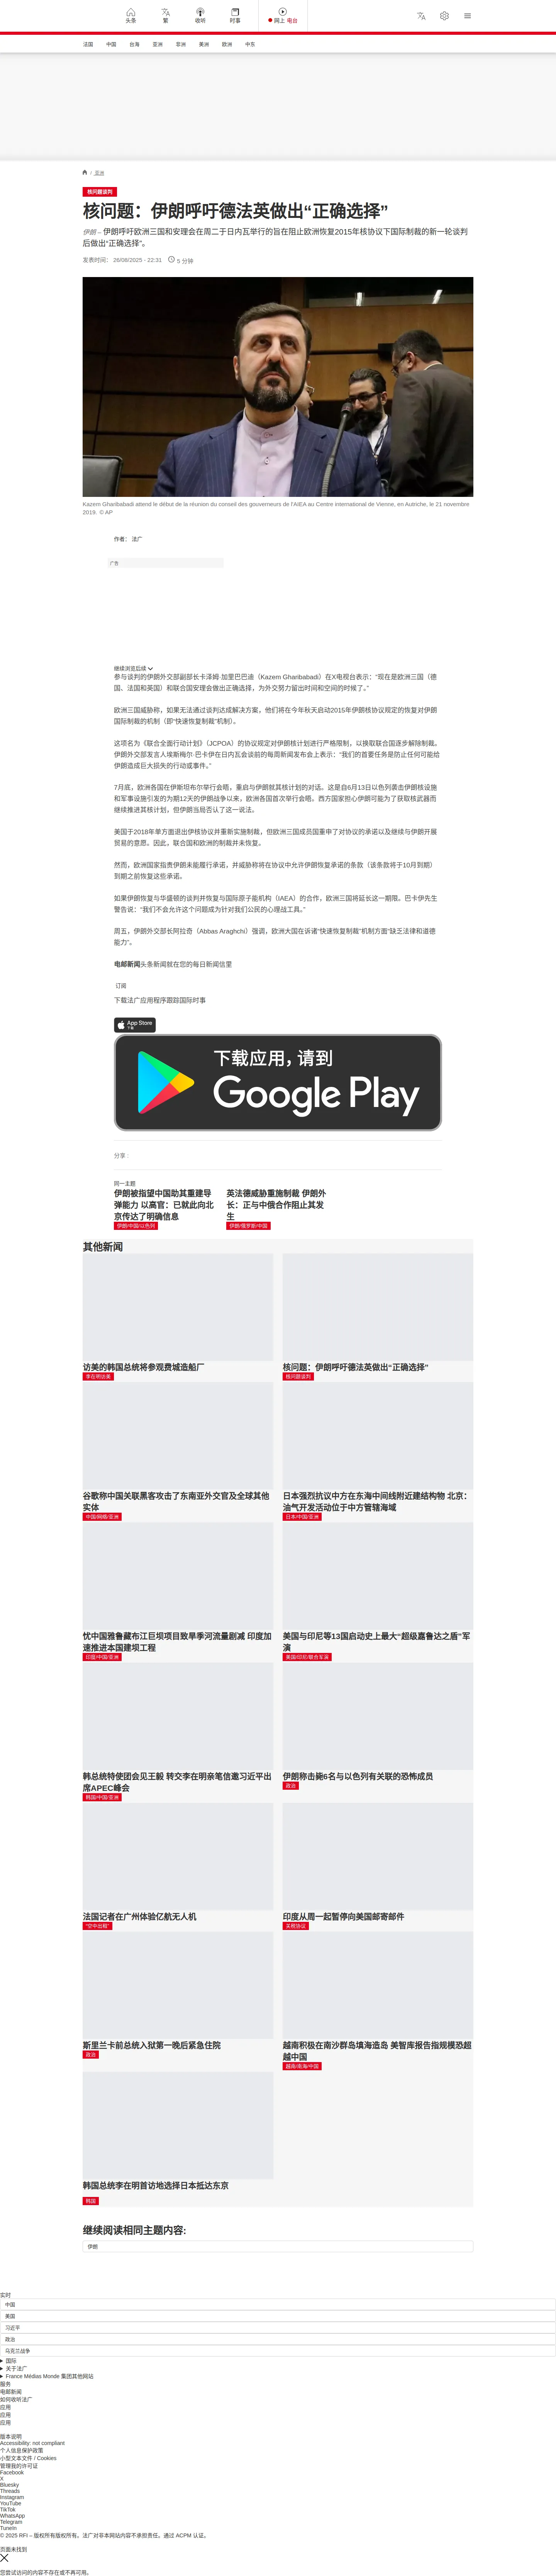 头条
繁
收听
时事
网上 电台
法国
中国
台海
亚洲
非洲
美洲
欧洲
中东
/ 亚洲
核问题谈判
核问题：伊朗呼吁德法英做出“正确选择”
伊朗 – 伊朗呼吁欧洲三国和安理会在周二于日内瓦举行的旨在阻止欧洲恢复2015年核协议下国际制裁的新一轮谈判后做出“正确选择”。
发表时间： 26/08/2025 - 22:31
5 分钟
Kazem Gharibabadi attend le début de la réunion du conseil des gouverneurs de l'AIEA au Centre international de Vienne, en Autriche, le 21 novembre
2019. © AP
作者： 法广
广告
继续浏览后续
参与谈判的伊朗外交部副部长卡泽姆·加里巴巴迪（Kazem Gharibabadi）在X电视台表示：“现在是欧洲三国（德
国、法国和英国）和联合国安理会做出正确选择，为外交努力留出时间和空间的时候了。”
欧洲三国威胁称，如果无法通过谈判达成解决方案，他们将在今年秋天启动2015年伊朗核协议规定的恢复对伊朗
国际制裁的机制（即“快速恢复制裁”机制）。
这项名为《联合全面行动计划》（JCPOA）的协议规定对伊朗核计划进行严格限制，以换取联合国逐步解除制裁。
伊朗外交部发言人埃斯梅尔·巴卡伊在日内瓦会谈前的每周新闻发布会上表示：“我们的首要任务是防止任何可能给
伊朗造成巨大损失的行动或事件。”
7月底，欧洲各国在伊斯坦布尔举行会晤，重启与伊朗就其核计划的对话。这是自6月13日以色列袭击伊朗核设施
和军事设施引发的为期12天的伊朗战争以来，欧洲各国首次举行会晤。西方国家担心伊朗可能为了获取核武器而
继续推进其核计划，但伊朗当局否认了这一说法。
美国于2018年单方面退出伊核协议并重新实施制裁，但欧洲三国成员国重申了对协议的承诺以及继续与伊朗开展
贸易的意愿。因此，联合国和欧洲的制裁并未恢复。
然而，欧洲国家指责伊朗未能履行承诺，并威胁称将在协议中允许伊朗恢复承诺的条款（该条款将于10月到期）
到期之前恢复这些承诺。
如果伊朗恢复与华盛顿的谈判并恢复与国际原子能机构（IAEA）的合作，欧洲三国将延长这一期限。巴卡伊先生
警告说：“我们不会允许这个问题成为针对我们公民的心理战工具。”
周五，伊朗外交部长阿拉奇（Abbas Araghchi）强调，欧洲大国在诉诸“快速恢复制裁”机制方面“缺乏法律和道德
能力”。
电邮新闻头条新闻就在您的每日新闻信里
订阅
下载法广应用程序跟踪国际时事
App Store
下载
下载应用，请到
Google Play
分享 :
同一主题
伊朗被指望中国助其重建导弹能力 以高官：已就此向北京传达了明确信息
伊朗/中国/以色列
英法德威胁重施制裁 伊朗外长：正与中俄合作阻止其发生
伊朗/俄罗斯/中国
其他新闻
访美的韩国总统将参观费城造船厂
李在明访美
核问题：伊朗呼吁德法英做出“正确选择”
核问题谈判
谷歌称中国关联黑客攻击了东南亚外交官及全球其他实体
中国/网络/亚洲
日本强烈抗议中方在东海中间线附近建结构物 北京：油气开发活动位于中方管辖海域
日本/中国/亚洲
忧中国雅鲁藏布江巨坝项目致旱季河流量剧减 印度加速推进本国建坝工程
印度/中国/亚洲
美国与印尼等13国启动史上最大“超级嘉鲁达之盾”军演
美国/印尼/联合军演
韩总统特使团会见王毅 转交李在明亲笔信邀习近平出席APEC峰会
韩国/中国/亚洲
伊朗称击毙6名与以色列有关联的恐怖成员
政治
法国记者在广州体验亿航无人机
“空中出租”
印度从周一起暂停向美国邮寄邮件
关税协议
斯里兰卡前总统入狱第一晚后紧急住院
政治
越南积极在南沙群岛填海造岛 美智库报告指规模恐超越中国
越南/南海/中国
韩国总统李在明首访地选择日本抵达东京
韩国
继续阅读相同主题内容:
伊朗
实时
中国
美国
习近平
政治
乌克兰战争
国际
关于法广
France Médias Monde 集团其他网站
服务
电邮新闻
如何收听法广
应用
应用
应用
版本说明
Accessibility: not compliant
个人信息保护政策
小型文本文件 / Cookies
管理我的许可证
Facebook
X
Bluesky
Threads
Instagram
YouTube
TikTok
WhatsApp
Telegram
TuneIn
© 2025 RFI – 版权所有版权所有。法广对非本网站内容不承担责任。通过 ACPM 认证。
页面未找到
您尝试访问的内容不存在或不再可用。